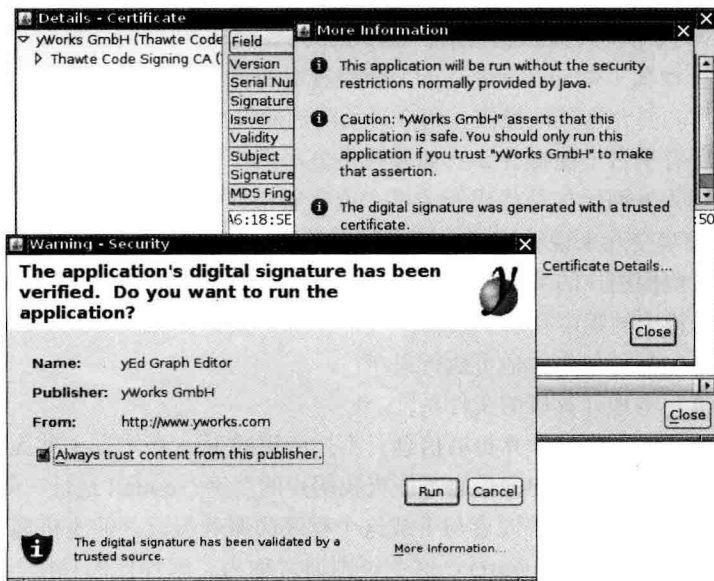 Details - Certificate
yWorks GmbH (Thawte Code
Thawte Code Signing CA (
Field
Version
Serial Nu
Signature
Issuer
Validity
Subject
Signature
MD5 Fing
A6:18:5E
:50
More Information
This application will be run without the security
restrictions normally provided by Java.
Caution: "yWorks GmbH" asserts that this
application is safe. You should only run this
application if you trust "yWorks GmbH" to make
that assertion.
The digital signature was generated with a trusted
certificate.
Certificate Details...
Close
Close
Warning - Security
The application's digital signature has been
verified. Do you want to run the
application?
Name: yEd Graph Editor
Publisher: yWorks GmbH
From: http://www.yworks.com
Always trust content from this publisher.
Run Cancel
The digital signature has been validated by a
trusted source.
More Information...